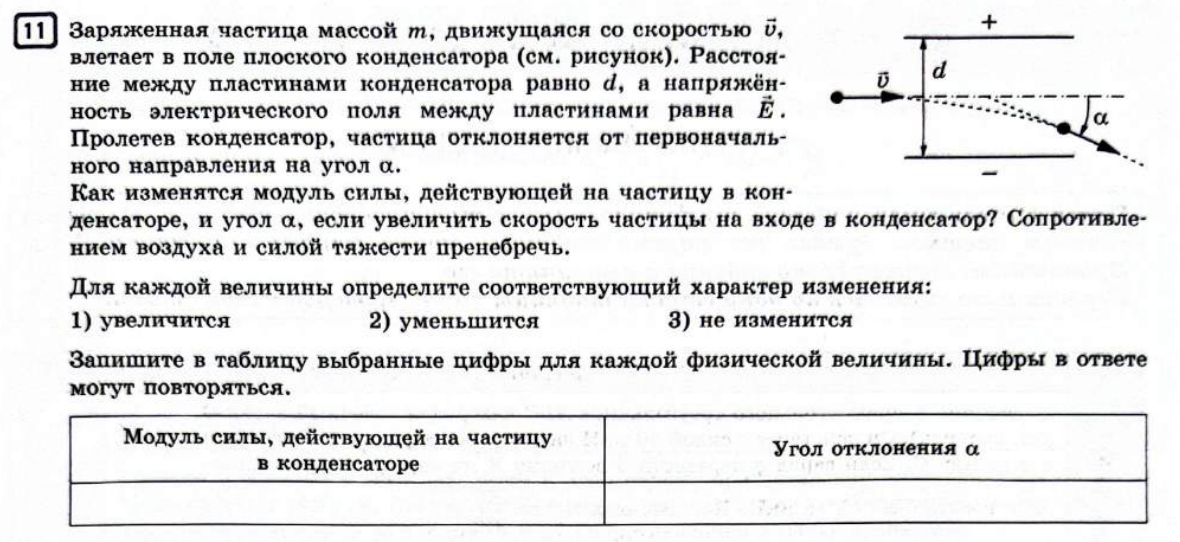 11 Заряженная частица массой m, движущаяся со скоростью v⃗,
влетает в поле плоского конденсатора (см. рисунок). Расстоя-
ние между пластинами конденсатора равно d, а напряжён-
ность электрического поля между пластинами равна E⃗.
Пролетев конденсатор, частица отклоняется от первоначаль-
ного направления на угол α.
+
d
v⃗
α
−
Как изменятся модуль силы, действующей на частицу в кон-
денсаторе, и угол α, если увеличить скорость частицы на входе в конденсатор? Сопротивле-
нием воздуха и силой тяжести пренебречь.
Для каждой величины определите соответствующий характер изменения:
1) увеличится 2) уменьшится 3) не изменится
Запишите в таблицу выбранные цифры для каждой физической величины. Цифры в ответе
могут повторяться.
Модуль силы, действующей на частицу
в конденсаторе
Угол отклонения α